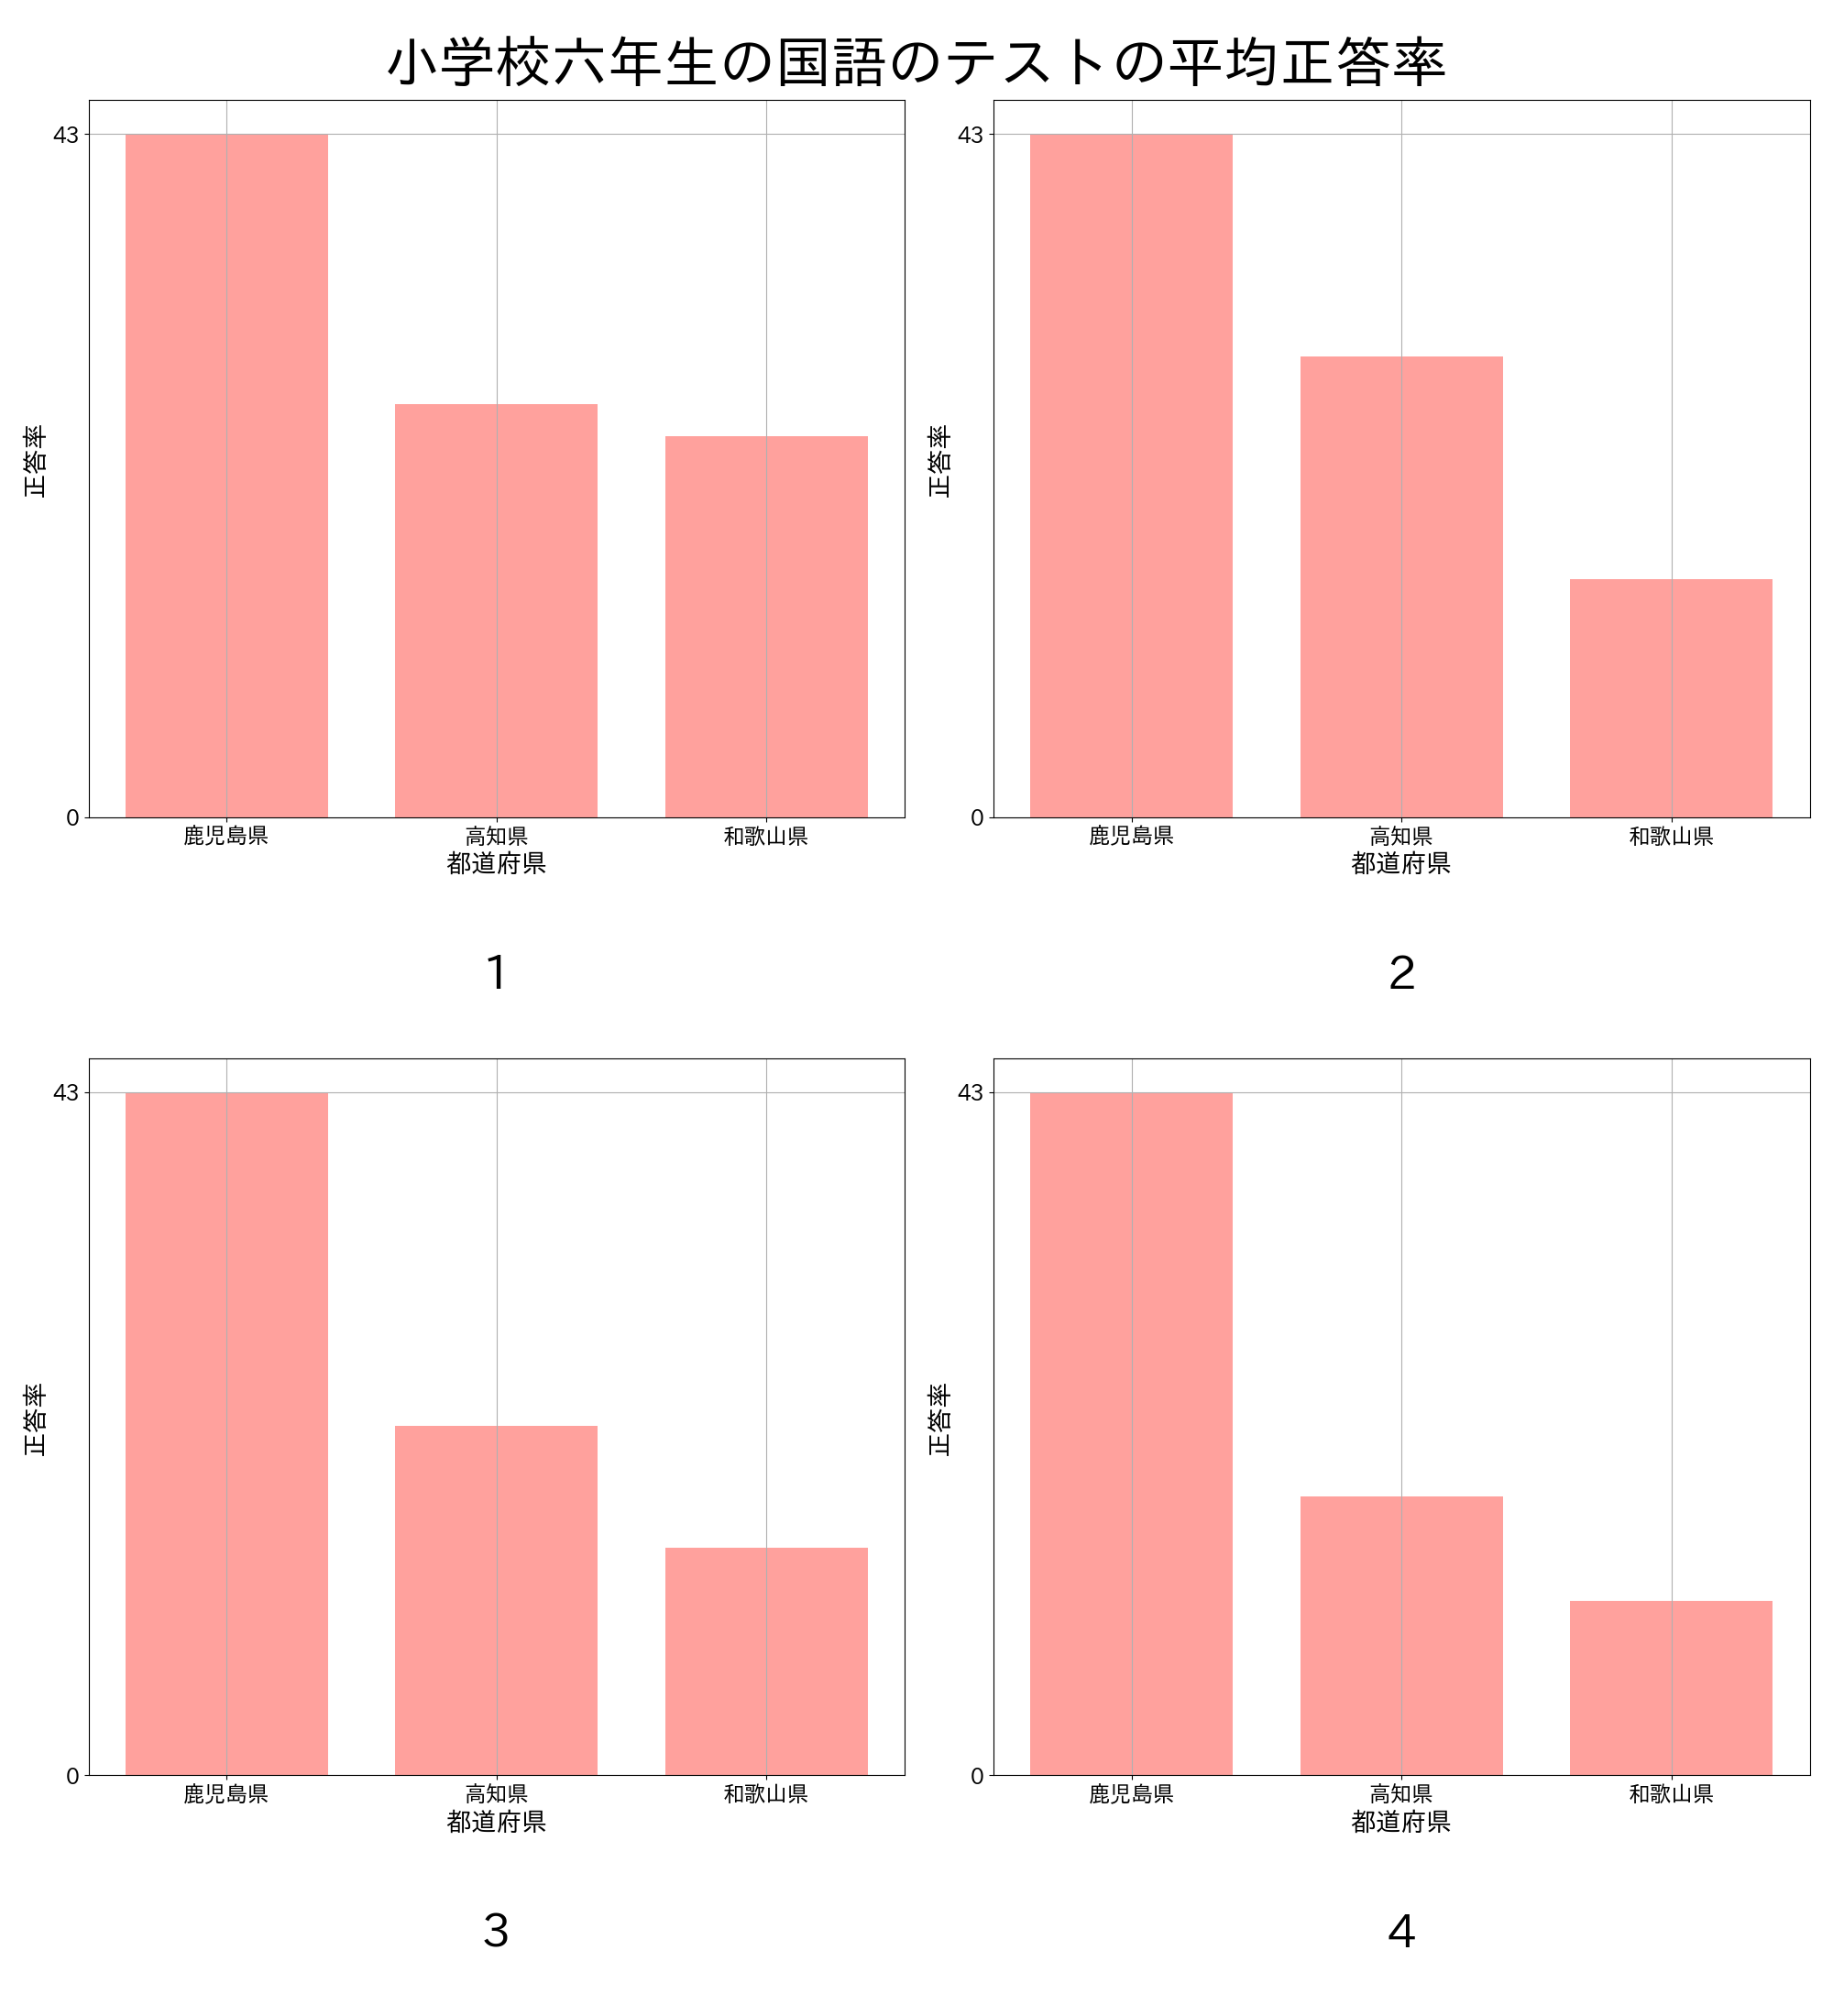 小学校六年生の国語のテストの平均正答率
43
0
正答率
鹿児島県 高知県 和歌山県
都道府県
1
43
0
正答率
鹿児島県 高知県 和歌山県
都道府県
2
43
0
正答率
鹿児島県 高知県 和歌山県
都道府県
3
43
0
正答率
鹿児島県 高知県 和歌山県
都道府県
4